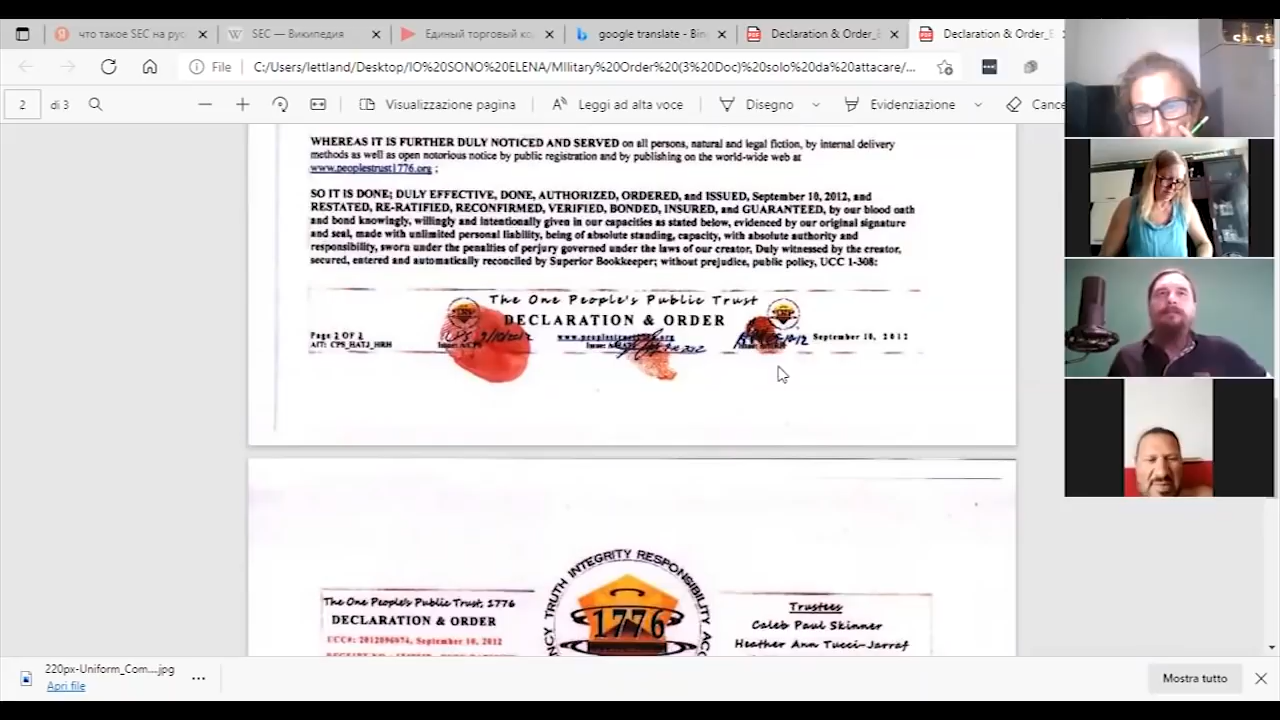 что такое SEC на рус
SEC — Википедия
Единый торговый ко
google translate - Bing
Declaration & Order_E
Declaration & Order_E
File
C:/Users/lettland/Desktop/IO%20SONO%20ELENA/MIlitary%20Order%20(3%20Doc)%20solo%20da%20attacare/...
2
di 3
Visualizzazione pagina
Leggi ad alta voce
Disegno
Evidenziazione
Cance
WHEREAS IT IS FURTHER DULY NOTICED AND SERVED on all persons, natural and legal fiction, by internal delivery
methods as well as open notorious notice by public registration and by publishing on the world-wide web at
www.peoplestrust1776.org ;
SO IT IS DONE; DULY EFFECTIVE, DONE, AUTHORIZED, ORDERED, and ISSUED, September 10, 2012, and
RESTATED, RE-RATIFIED, RECONFIRMED, VERIFIED, BONDED, INSURED, and GUARANTEED, by our blood oath
and bond knowingly, willingly and intentionally given in our capacities as stated below, evidenced by our original signature
and seal, made with unlimited personal liability, being of absolute standing, capacity, with absolute authority and
responsibility, sworn under the penalties of perjury governed under the laws of our creator, Duly witnessed by the creator,
secured, entered and automatically reconciled by Superior Bookkeeper; without prejudice, public policy, UCC 1-308:
The One People's Public Trust
DECLARATION & ORDER
Page 2 OF 2
AIT: CPS_HATJ_HRH
September 10, 2012
TRUTH INTEGRITY RESPONSIBILITY
The One People's Public Trust, 1776
DECLARATION & ORDER
UCC#: 2012096074, September 10, 2012
1776
Trustees
Caleb Paul Skinner
Heather Ann Tucci-Jarraf
220px-Uniform_Com....jpg
Apri file
Mostra tutto